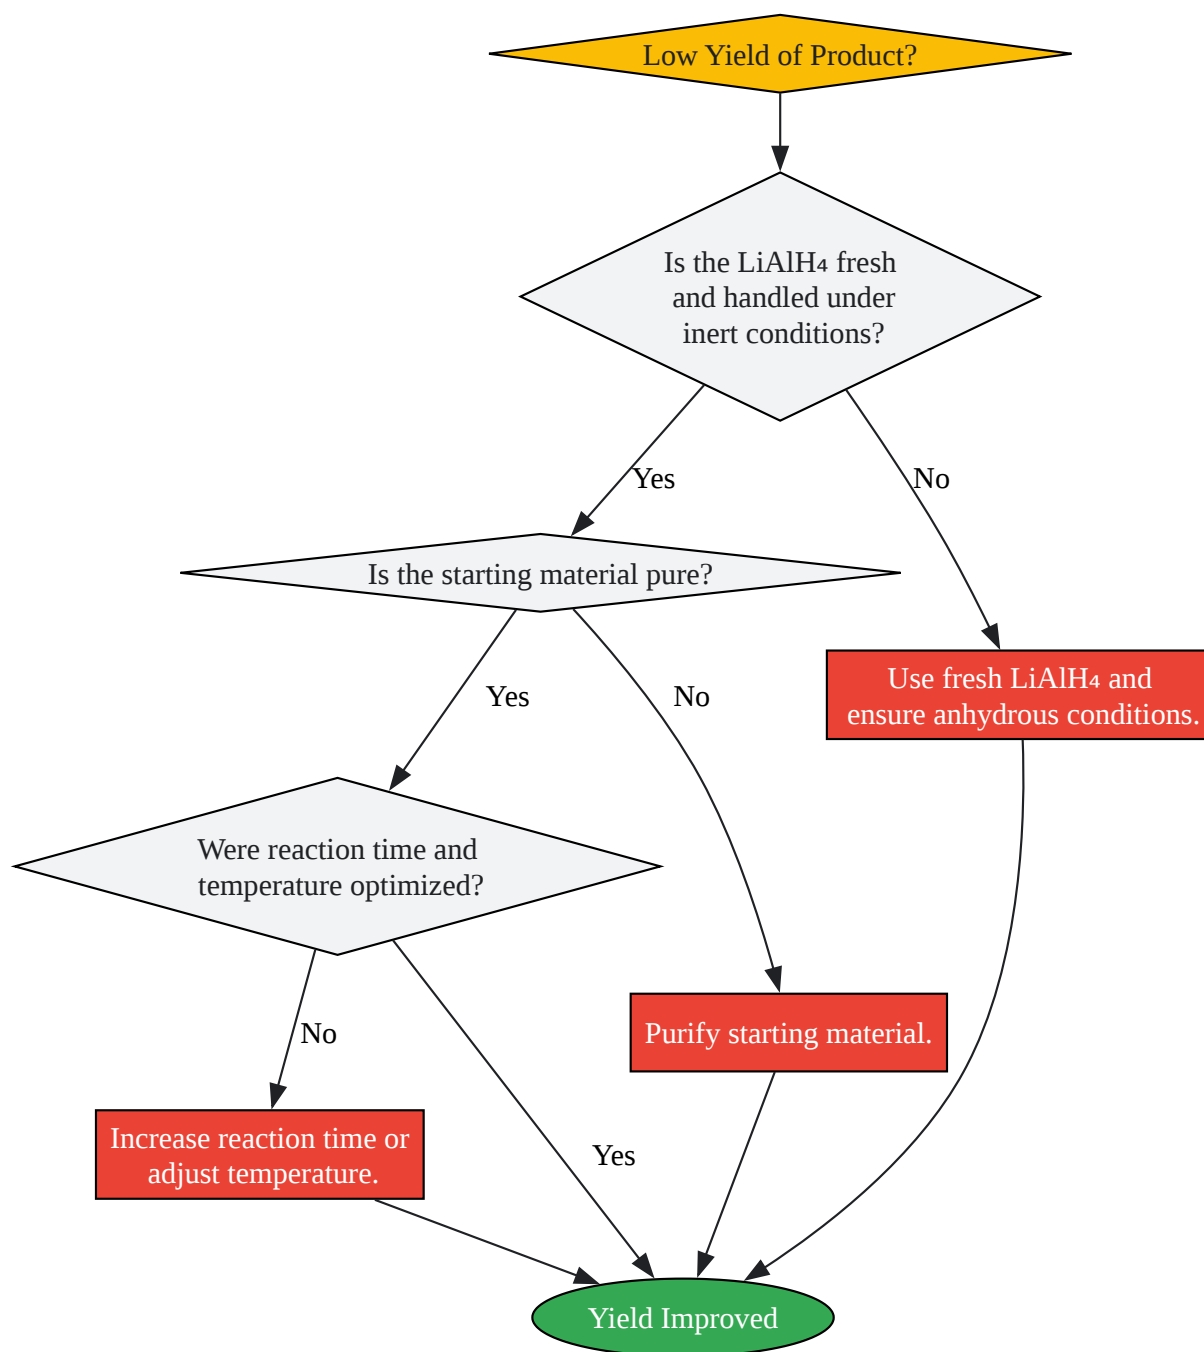 Low Yield of Product?
Is the LiAlH₄ fresh
and handled under
inert conditions?
Yes
No
Is the starting material pure?
Use fresh LiAlH₄ and
ensure anhydrous conditions.
Yes
No
Were reaction time and
temperature optimized?
Purify starting material.
No
Increase reaction time or
adjust temperature.
Yes
Yield Improved